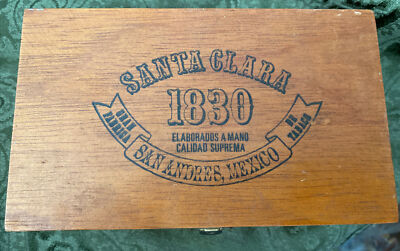 SANTA CLARA
1830
ELABORADOS A MANO
CALIDAD SUPREMA
GRAN
FABRICA
DE
TABACO
SAN ANDRES, MEXICO